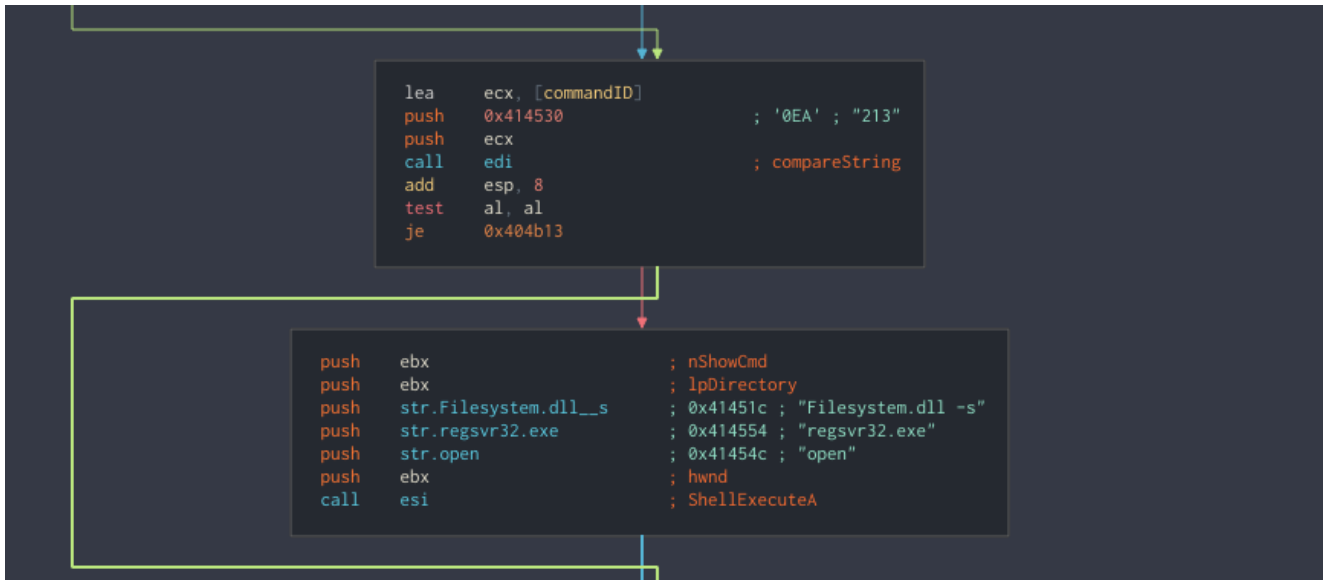 lea ecx, [commandID]
push 0x414530 ; '0EA' ; "213"
push ecx
call edi ; compareString
add esp, 8
test al, al
je 0x404b13
push ebx ; nShowCmd
push ebx ; lpDirectory
push str.Filesystem.dll__s ; 0x41451c ; "Filesystem.dll -s"
push str.regsvr32.exe ; 0x414554 ; "regsvr32.exe"
push str.open ; 0x41454c ; "open"
push ebx ; hwnd
call esi ; ShellExecuteA